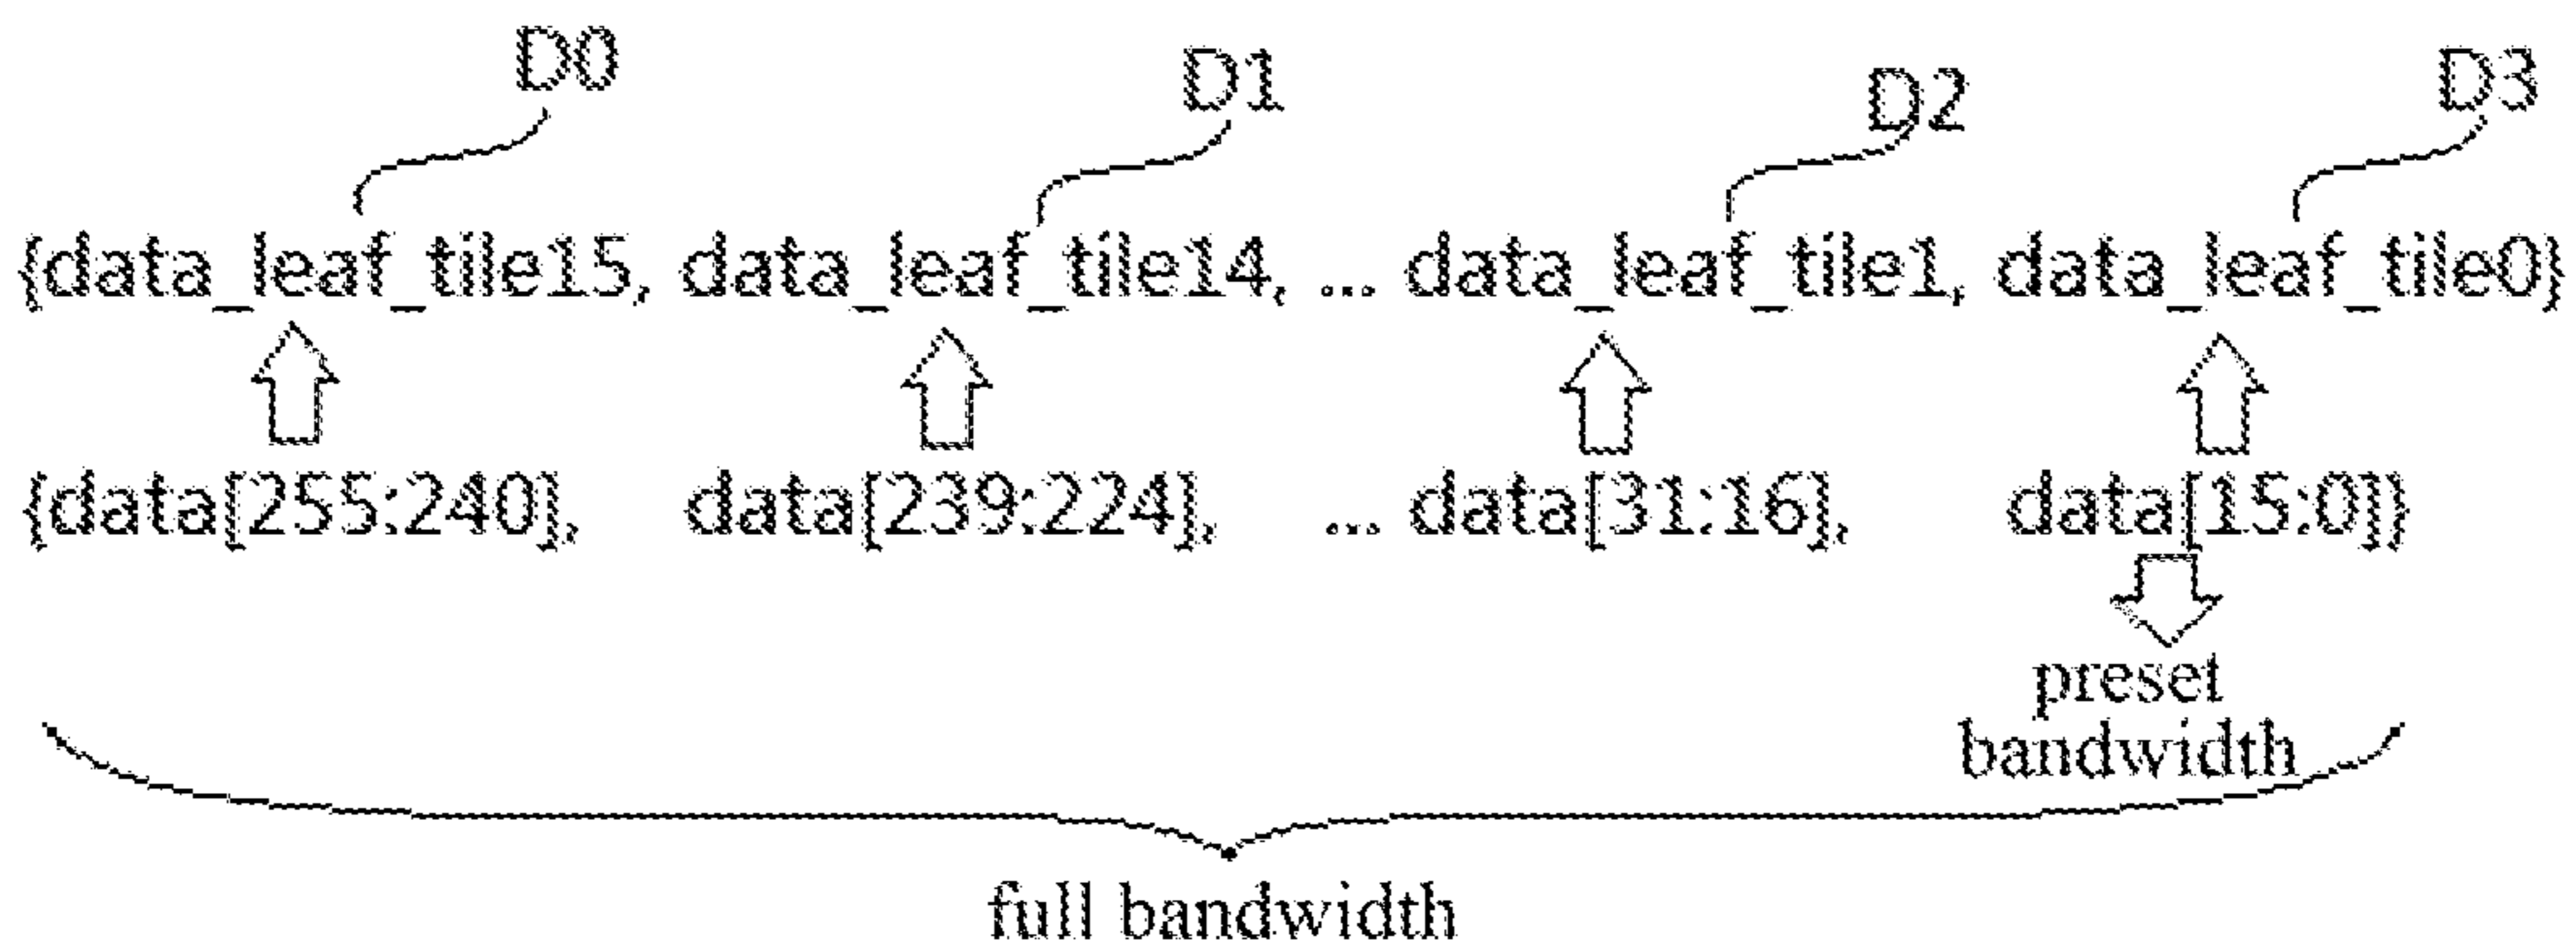 D0 D1 D2 D3
{data_leaf_tile15, data_leaf_tile14, ... data_leaf_tile1, data_leaf_tile0}
{data[255:240], data[239:224], ... data[31:16], data[15:0]}
preset
bandwidth
full bandwidth